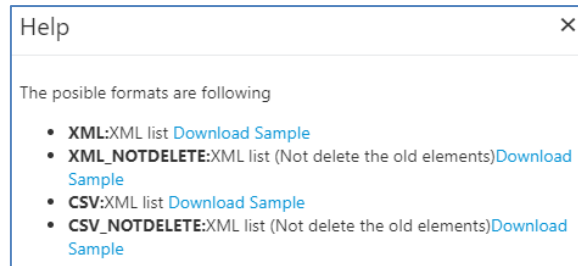 Help
The posible formats are following
XML:XML list Download Sample
XML_NOTDELETE:XML list (Not delete the old elements)Download
Sample
CSV:XML list Download Sample
CSV_NOTDELETE:XML list (Not delete the old elements)Download
Sample